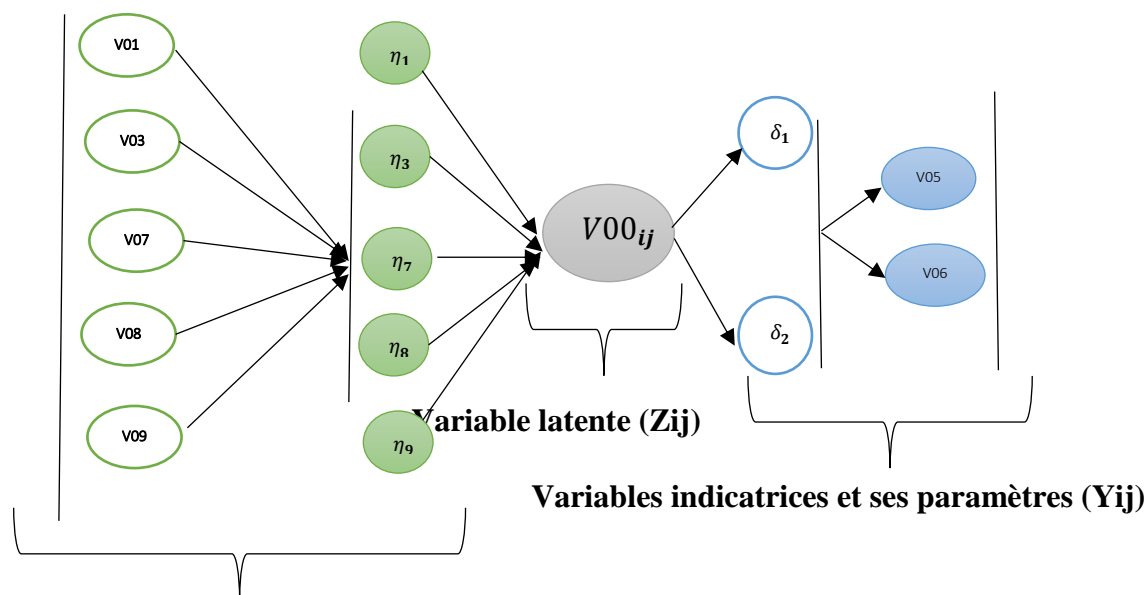 V01
V03
V07
V08
V09
η₁
η₃
η₇
η₈
η₉
V00ᵢⱼ
δ₁
δ₂
V05
V06
Variable latente (Zij)
Variables indicatrices et ses paramètres (Yij)